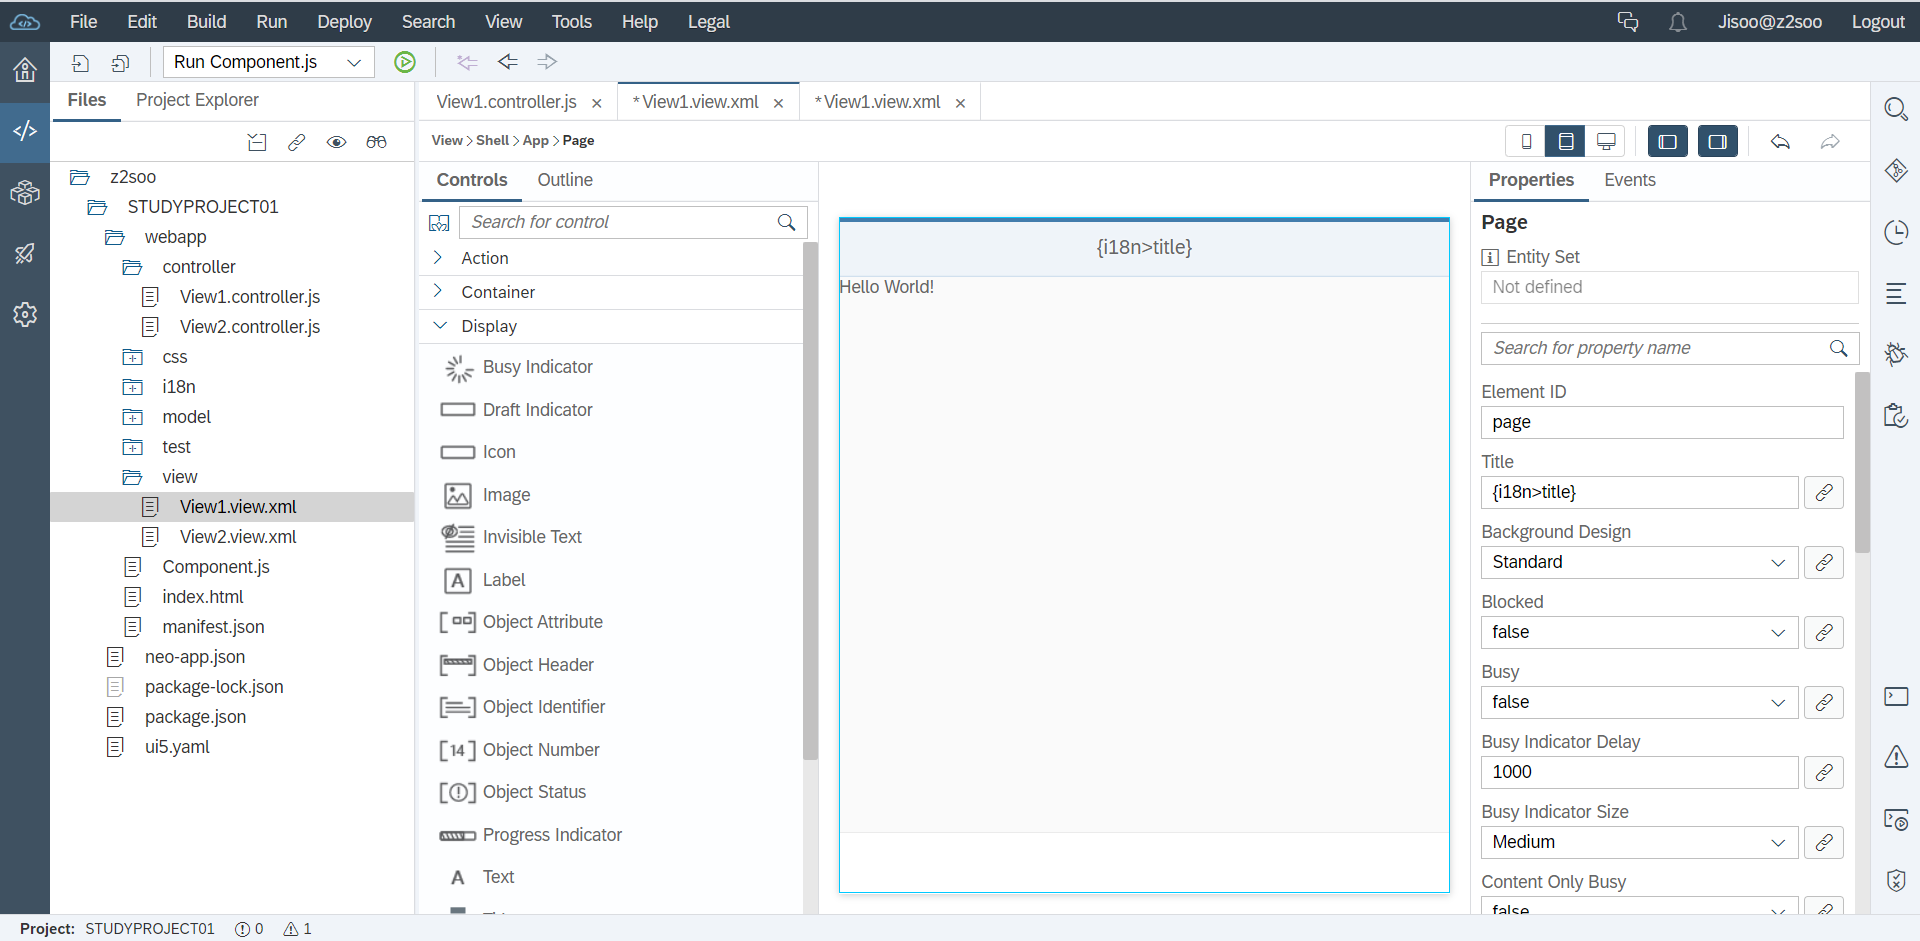 File Edit Build Run Deploy Search View Tools Help Legal Jisoo@z2soo Logout
Run Component.js
Files Project Explorer
z2soo
STUDYPROJECT01
webapp
controller
View1.controller.js
View2.controller.js
css
i18n
model
test
view
View1.view.xml
View2.view.xml
Component.js
index.html
manifest.json
neo-app.json
package-lock.json
package.json
ui5.yaml
View1.controller.js × *View1.view.xml × *View1.view.xml ×
View > Shell > App > Page
Controls Outline
Search for control
Action
Container
Display
Busy Indicator
Draft Indicator
Icon
Image
Invisible Text
A Label
Object Attribute
Object Header
Object Identifier
[14] Object Number
Object Status
Progress Indicator
A Text
{i18n>title}
Hello World!
Properties Events
Page
i Entity Set
Not defined
Search for property name
Element ID
page
Title
{i18n>title}
Background Design
Standard
Blocked
false
Busy
false
Busy Indicator Delay
1000
Busy Indicator Size
Medium
Content Only Busy
false
Project: STUDYPROJECT01 0 1